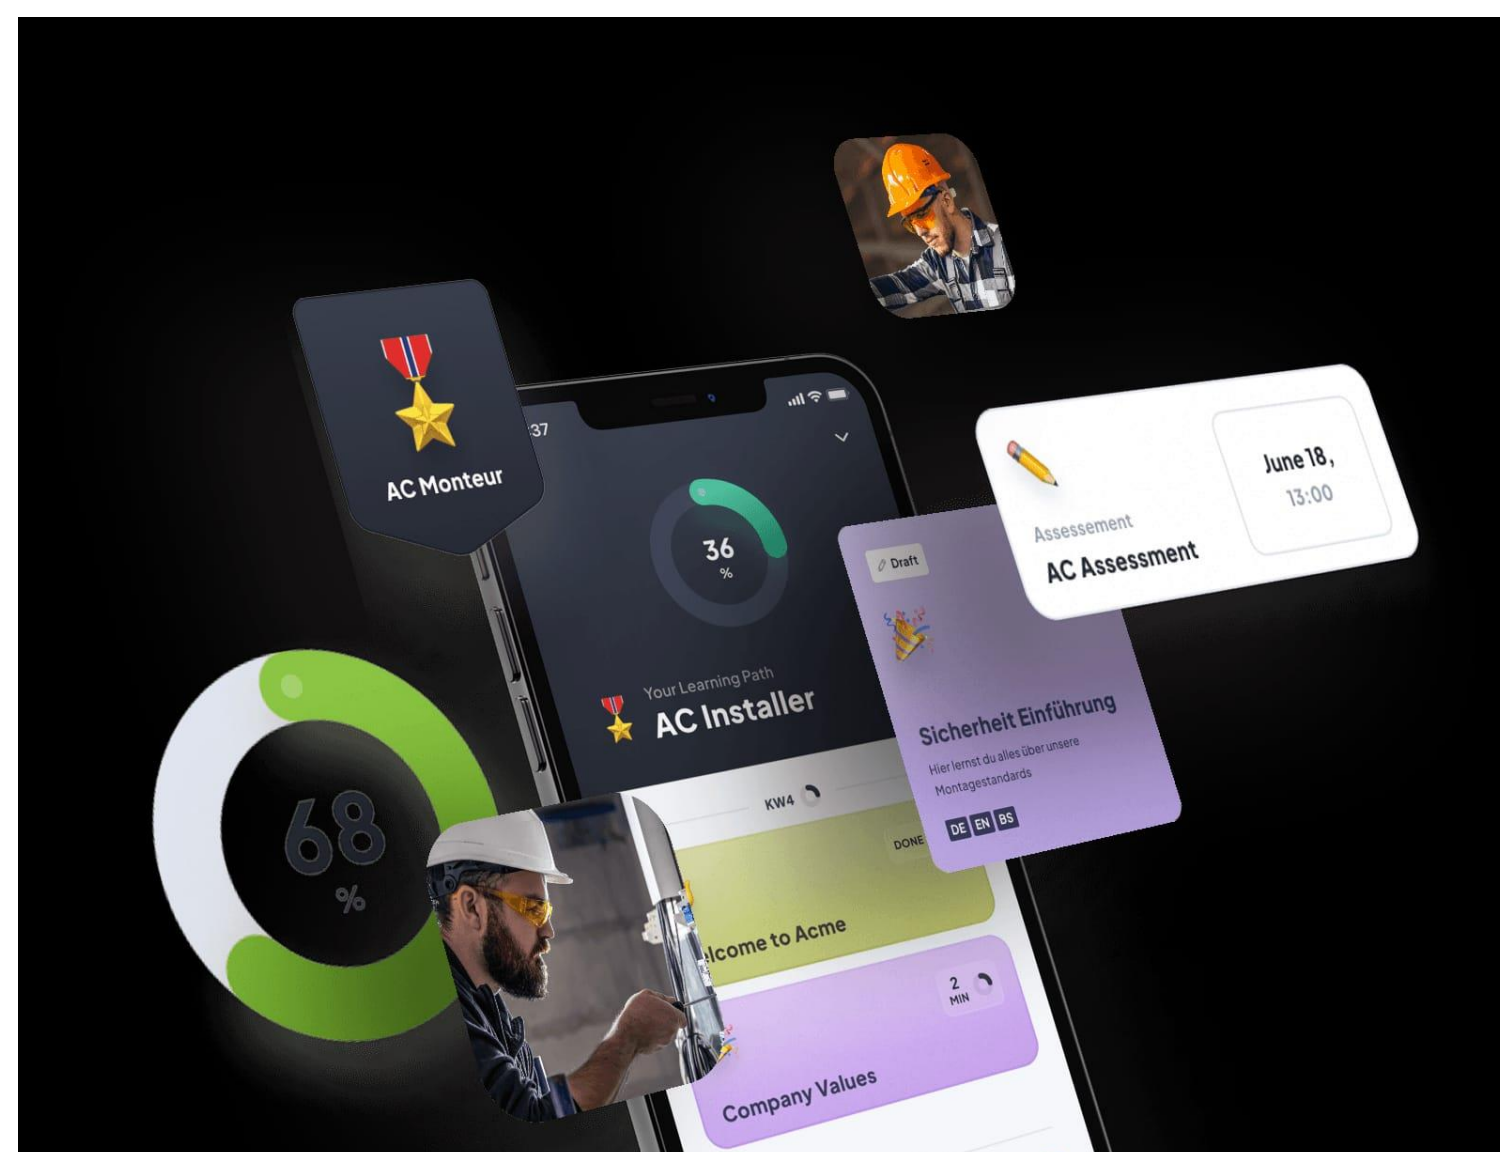 AC Monteur
:37
36
%
Your Learning Path
AC Installer
June 18,
13:00
Assessement
AC Assessment
Draft
Sicherheit Einführung
Hier lernst du alles über unsere
Montagestandards
DE EN BS
68
%
KW4
DONE
elcome to Acme
2
MIN
Company Values